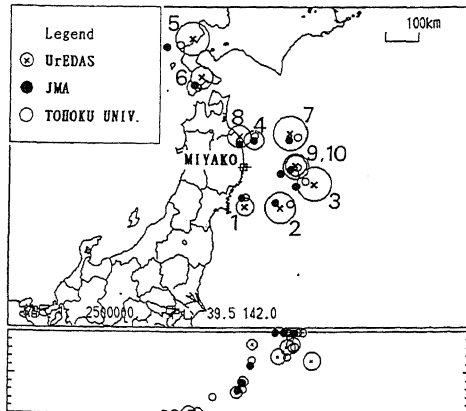 5
100km
Legend
UrEDAS
JMA
TOHOKU UNIV.
6
8
4
7
MIYAKO
9,10
3
1
2
2500000
39.5 142.0